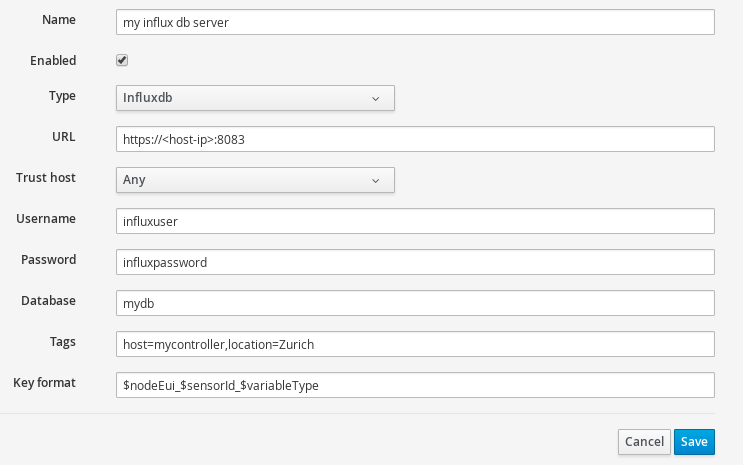 Name my influx db server
Enabled
Type Influxdb
URL https://<host-ip>:8083
Trust host Any
Username influxuser
Password influxpassword
Database mydb
Tags host=mycontroller,location=Zurich
Key format $nodeEui_$sensorId_$variableType
Cancel Save